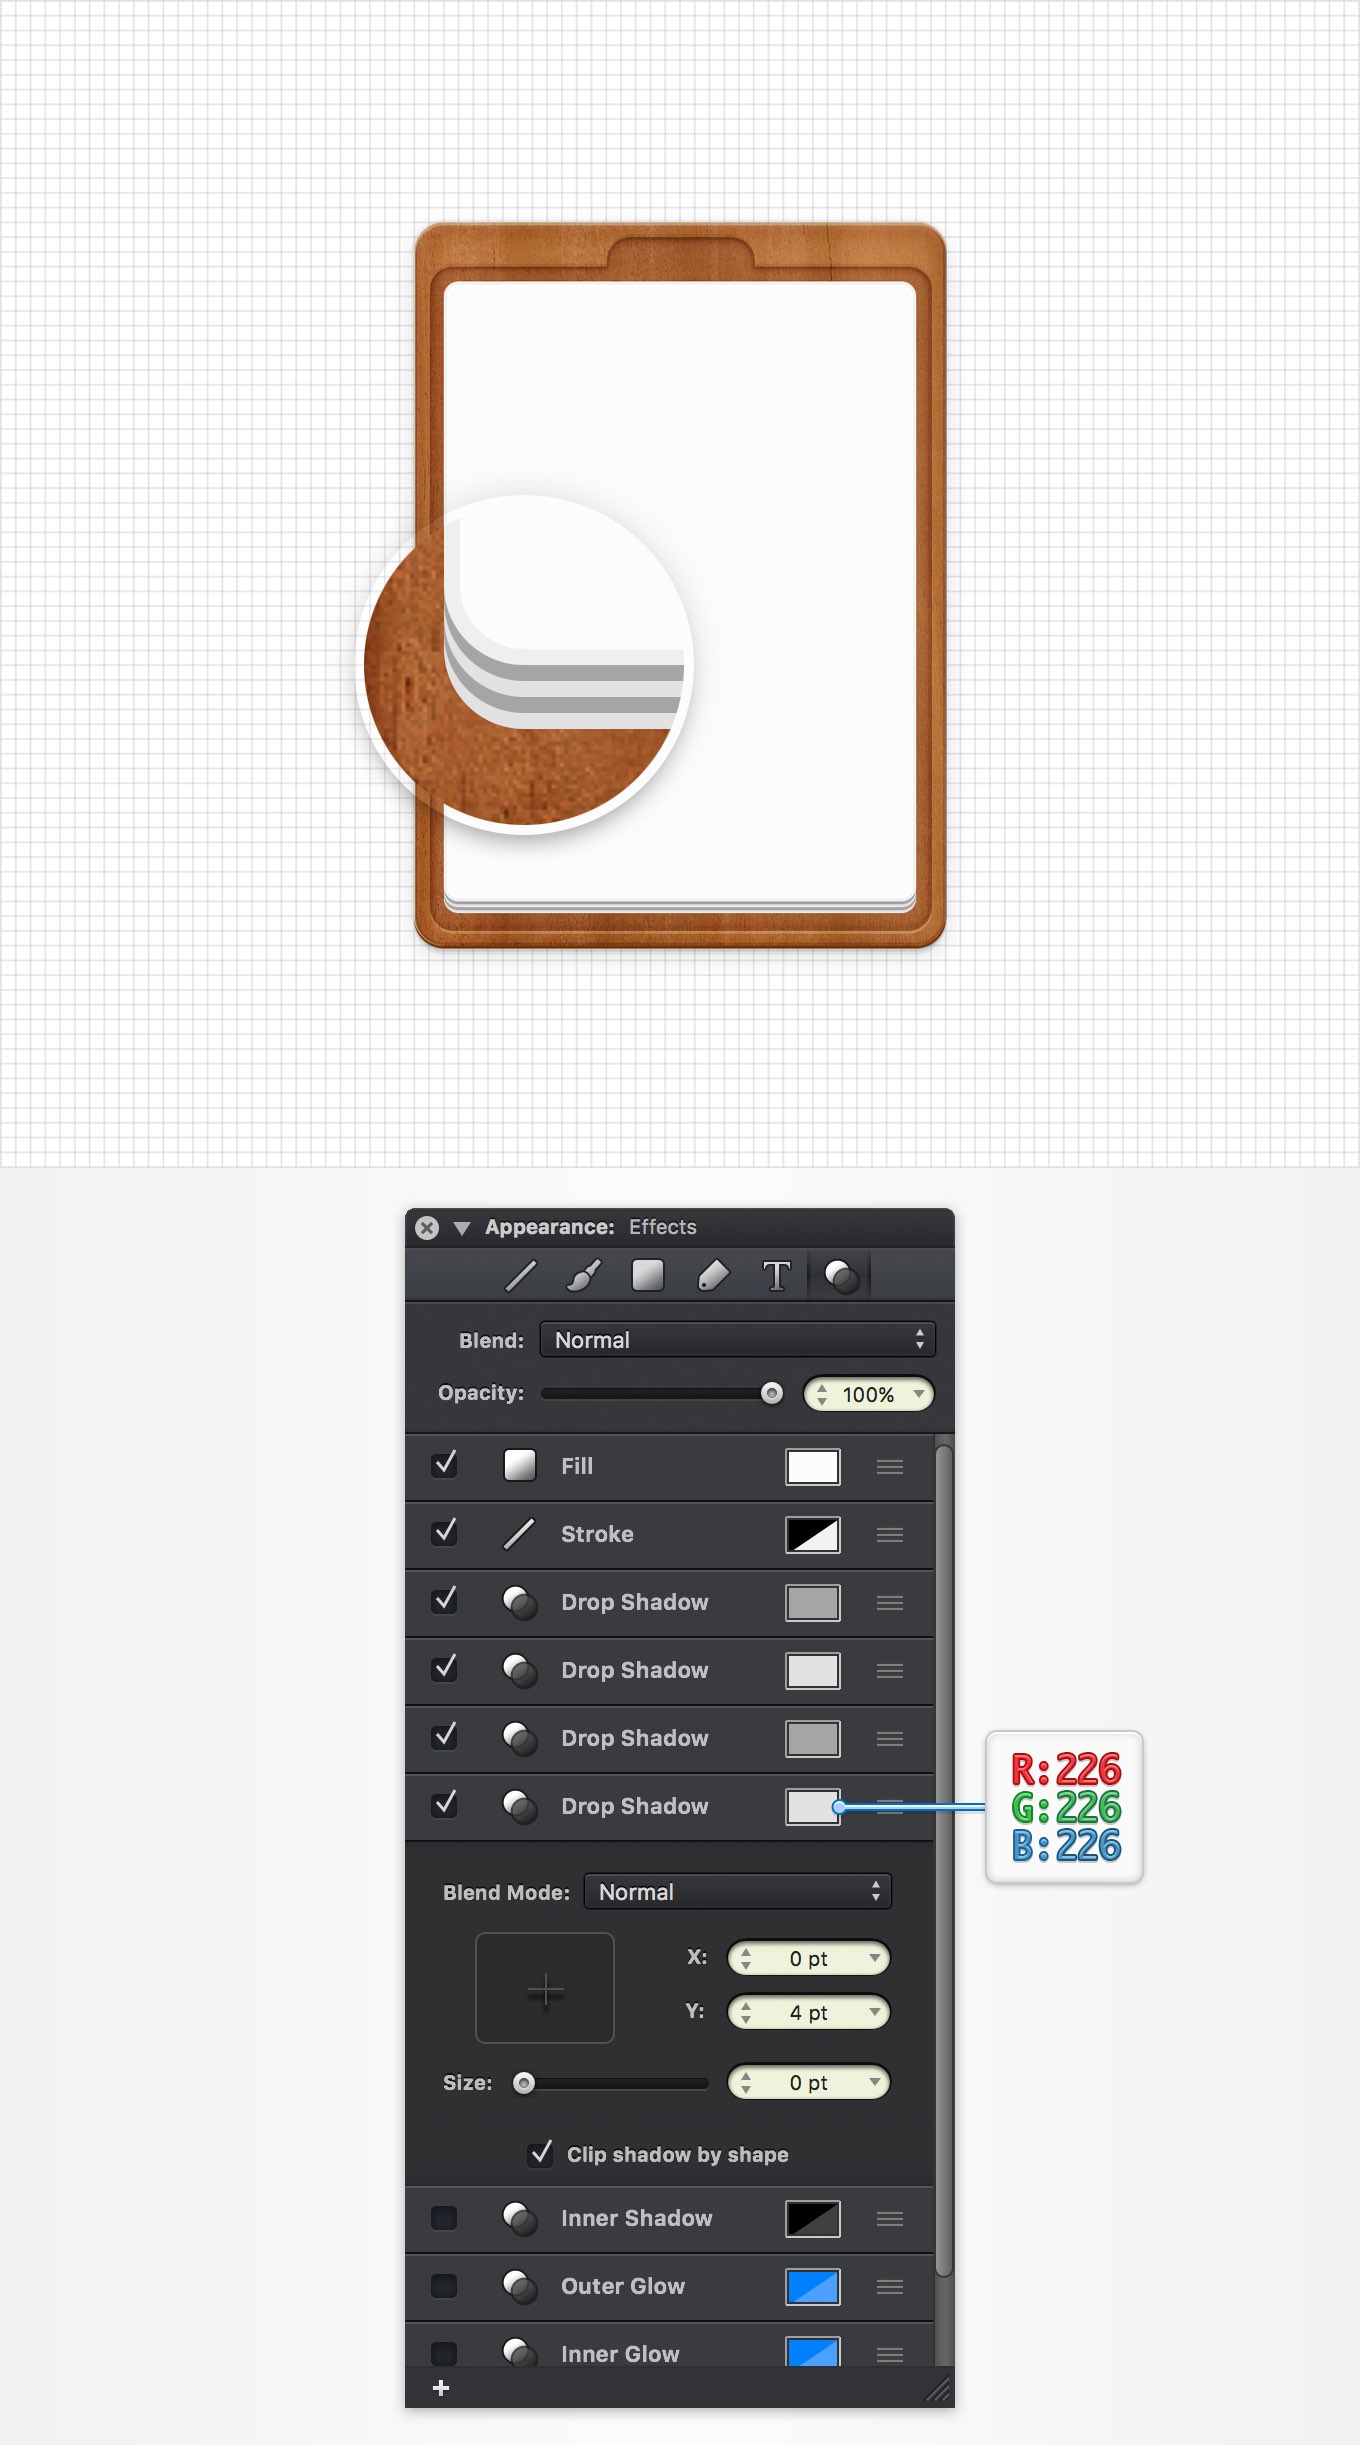 Appearance: Effects
T
Blend: Normal
Opacity: 100%
Fill
Stroke
Drop Shadow
Drop Shadow
Drop Shadow
Drop Shadow
R:226
G:226
B:226
Blend Mode: Normal
X: 0 pt
Y: 4 pt
Size: 0 pt
Clip shadow by shape
Inner Shadow
Outer Glow
Inner Glow